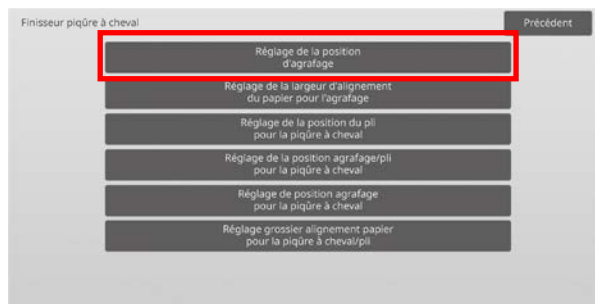 Finisseur piqûre à cheval
Précédent
Réglage de la position
d'agrafage
Réglage de la largeur d'alignement
du papier pour l'agrafage
Réglage de la position du pli
pour la piqûre à cheval
Réglage de la position agrafage/pli
pour la piqûre à cheval
Réglage de position agrafage
pour la piqûre à cheval
Réglage grossier alignement papier
pour la piqûre à cheval/pli